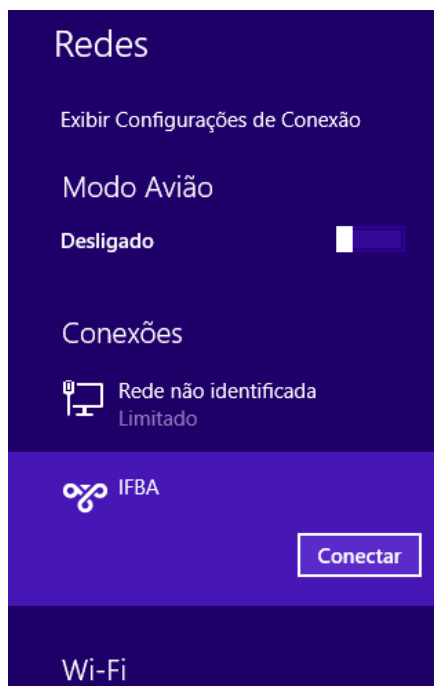 Redes
Exibir Configurações de Conexão
Modo Avião
Desligado
Conexões
Rede não identificada
Limitado
IFBA
Conectar
Wi-Fi